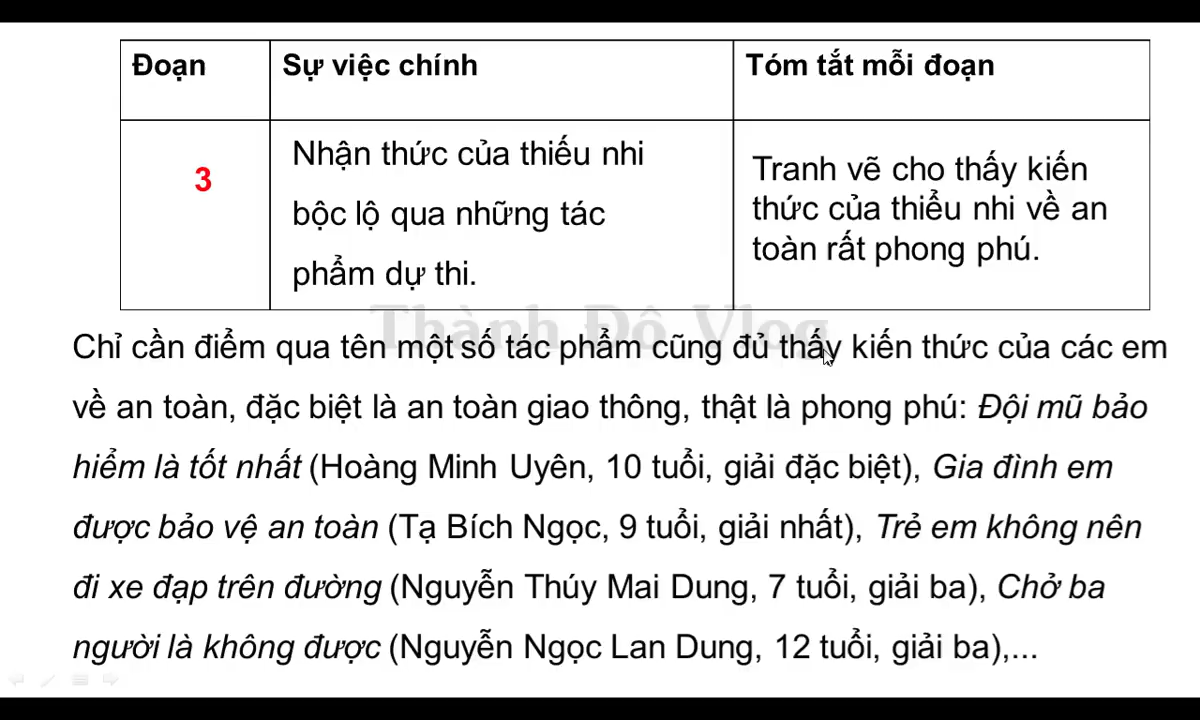 Đoạn Sự việc chính Tóm tắt mỗi đoạn
3
Nhận thức của thiếu nhi
bộc lộ qua những tác
phẩm dự thi.
Tranh vẽ cho thấy kiến
thức của thiểu nhi về an
toàn rất phong phú.
Thành Đô Vlog
Chỉ cần điểm qua tên một số tác phẩm cũng đủ thấy kiến thức của các em
về an toàn, đặc biệt là an toàn giao thông, thật là phong phú: Đội mũ bảo
hiểm là tốt nhất (Hoàng Minh Uyên, 10 tuổi, giải đặc biệt), Gia đình em
được bảo vệ an toàn (Tạ Bích Ngọc, 9 tuổi, giải nhất), Trẻ em không nên
đi xe đạp trên đường (Nguyễn Thúy Mai Dung, 7 tuổi, giải ba), Chở ba
người là không được (Nguyễn Ngọc Lan Dung, 12 tuổi, giải ba),...